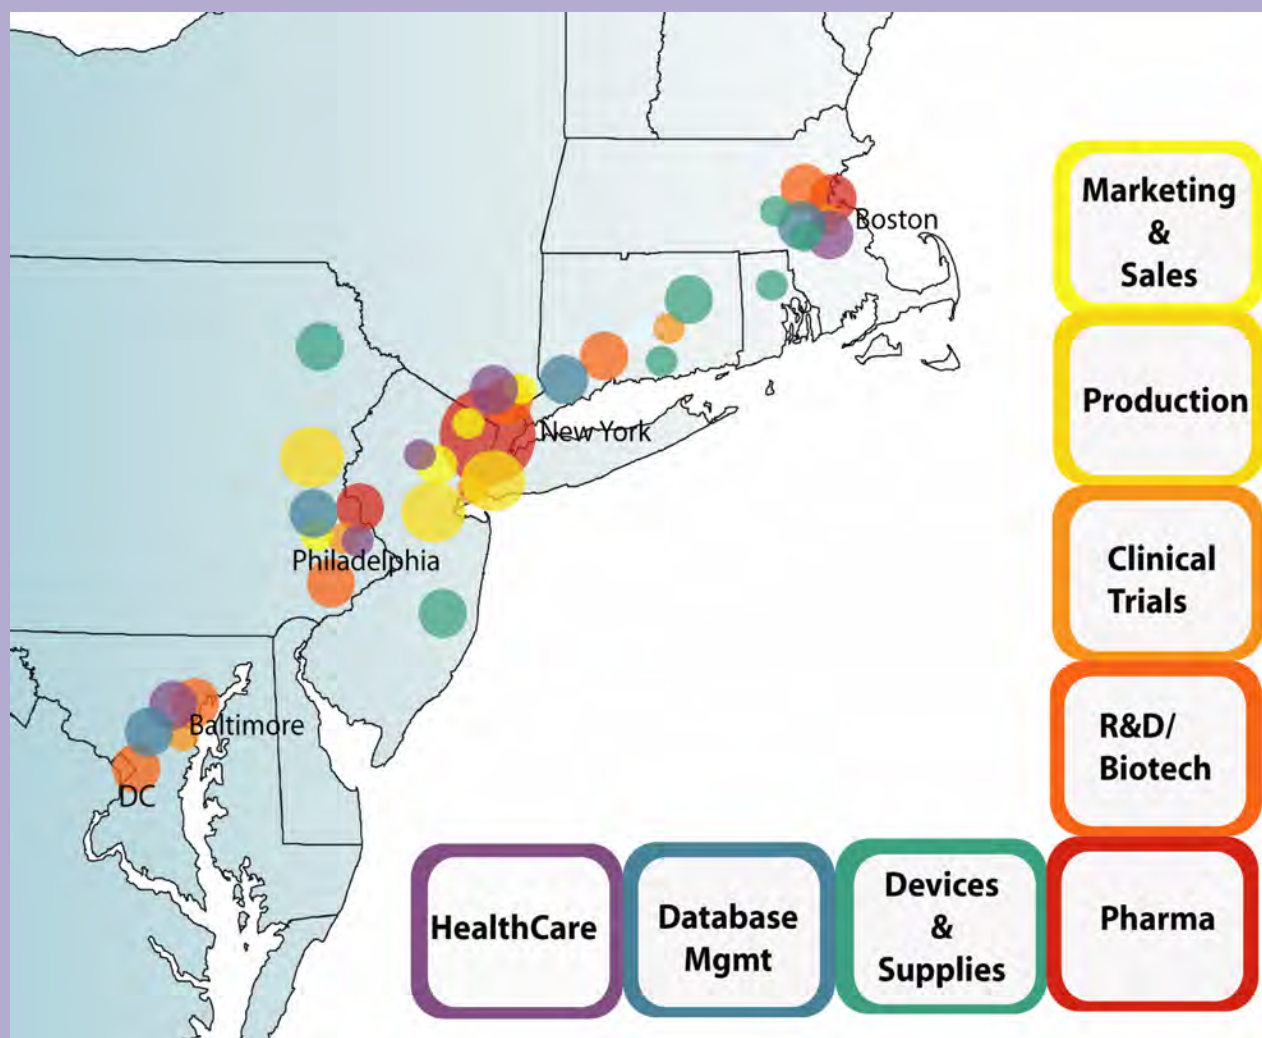 Boston
New York
Philadelphia
Baltimore
DC
Marketing
&
Sales
Production
Clinical
Trials
R&D/
Biotech
HealthCare
Database
Mgmt
Devices
&
Supplies
Pharma